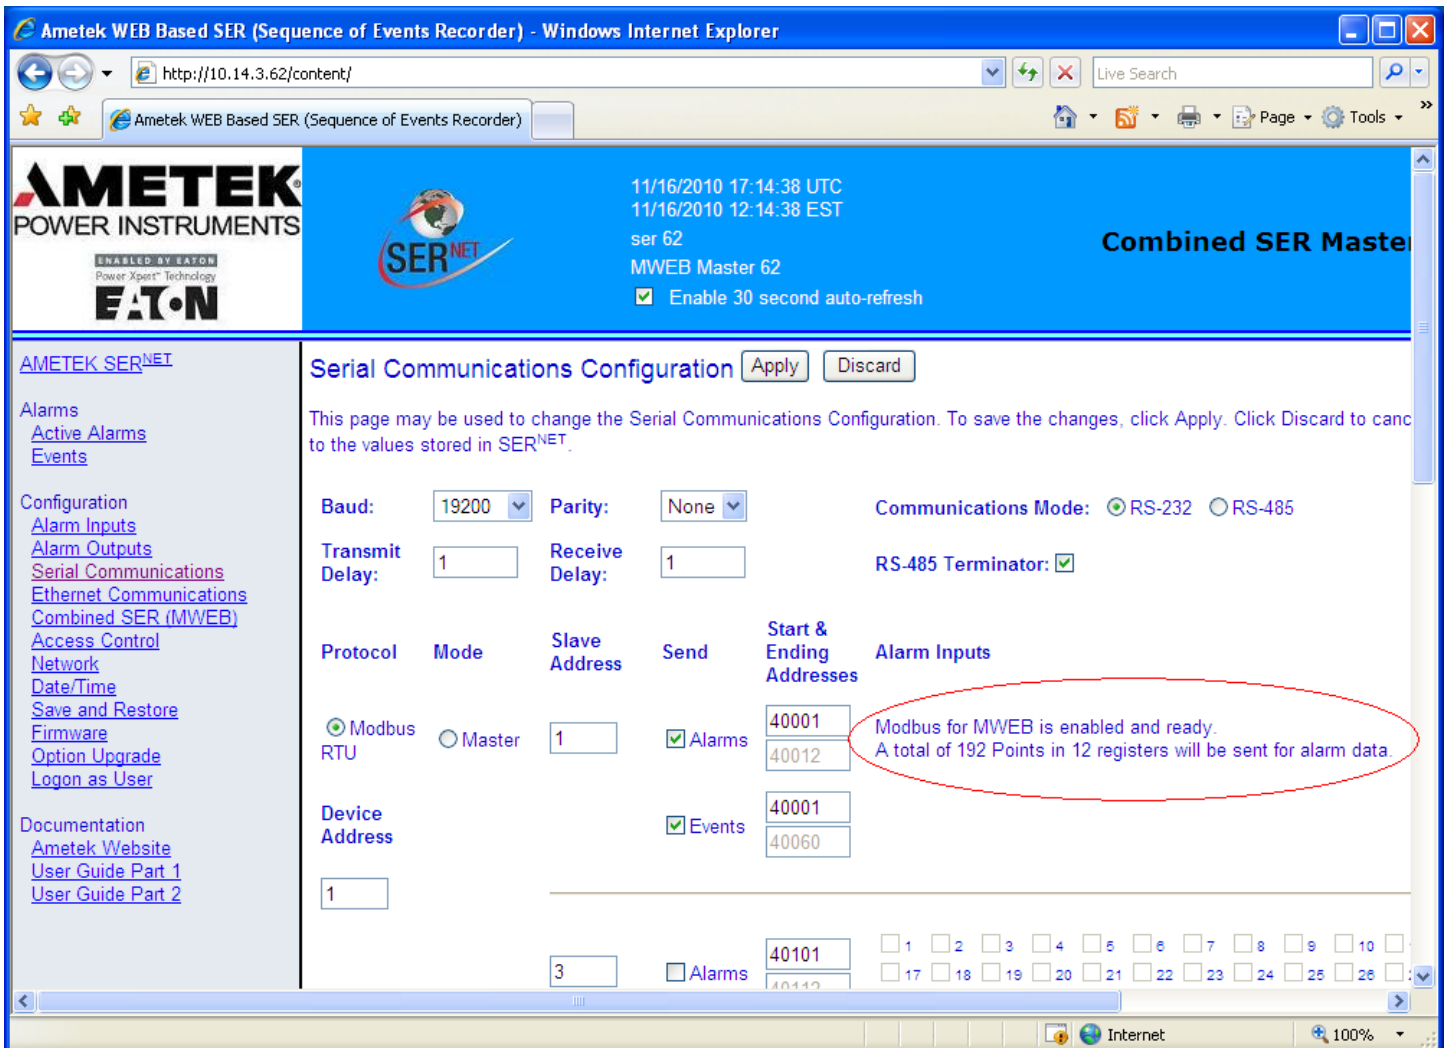 Ametek WEB Based SER (Sequence of Events Recorder) - Windows Internet Explorer
http://10.14.3.62/content/
Live Search
Ametek WEB Based SER (Sequence of Events Recorder)
Page
Tools
»
AMETEK®
POWER INSTRUMENTS
ENABLED BY EATON
Power Xpert™ Technology
EATON
SERNET
11/16/2010 17:14:38 UTC
11/16/2010 12:14:38 EST
ser 62
MWEB Master 62
Enable 30 second auto-refresh
Combined SER Maste
AMETEK SERNET
Alarms
Active Alarms
Events
Configuration
Alarm Inputs
Alarm Outputs
Serial Communications
Ethernet Communications
Combined SER (MWEB)
Access Control
Network
Date/Time
Save and Restore
Firmware
Option Upgrade
Logon as User
Documentation
Ametek Website
User Guide Part 1
User Guide Part 2
Serial Communications Configuration Apply Discard
This page may be used to change the Serial Communications Configuration. To save the changes, click Apply. Click Discard to canc
to the values stored in SERNET.
Baud: 19200 Parity: None Communications Mode: RS-232 RS-485
Transmit Delay: 1 Receive Delay: 1 RS-485 Terminator:
Protocol Mode Slave Address Send Start & Ending Addresses Alarm Inputs
Modbus RTU Master 1 Alarms 40001
40012
Modbus for MWEB is enabled and ready.
A total of 192 Points in 12 registers will be sent for alarm data.
Device Address
Events 40001
40060
1
3 Alarms 40101
40112
1 2 3 4 5 6 7 8 9 10
17 18 19 20 21 22 23 24 25 26
Internet
100%